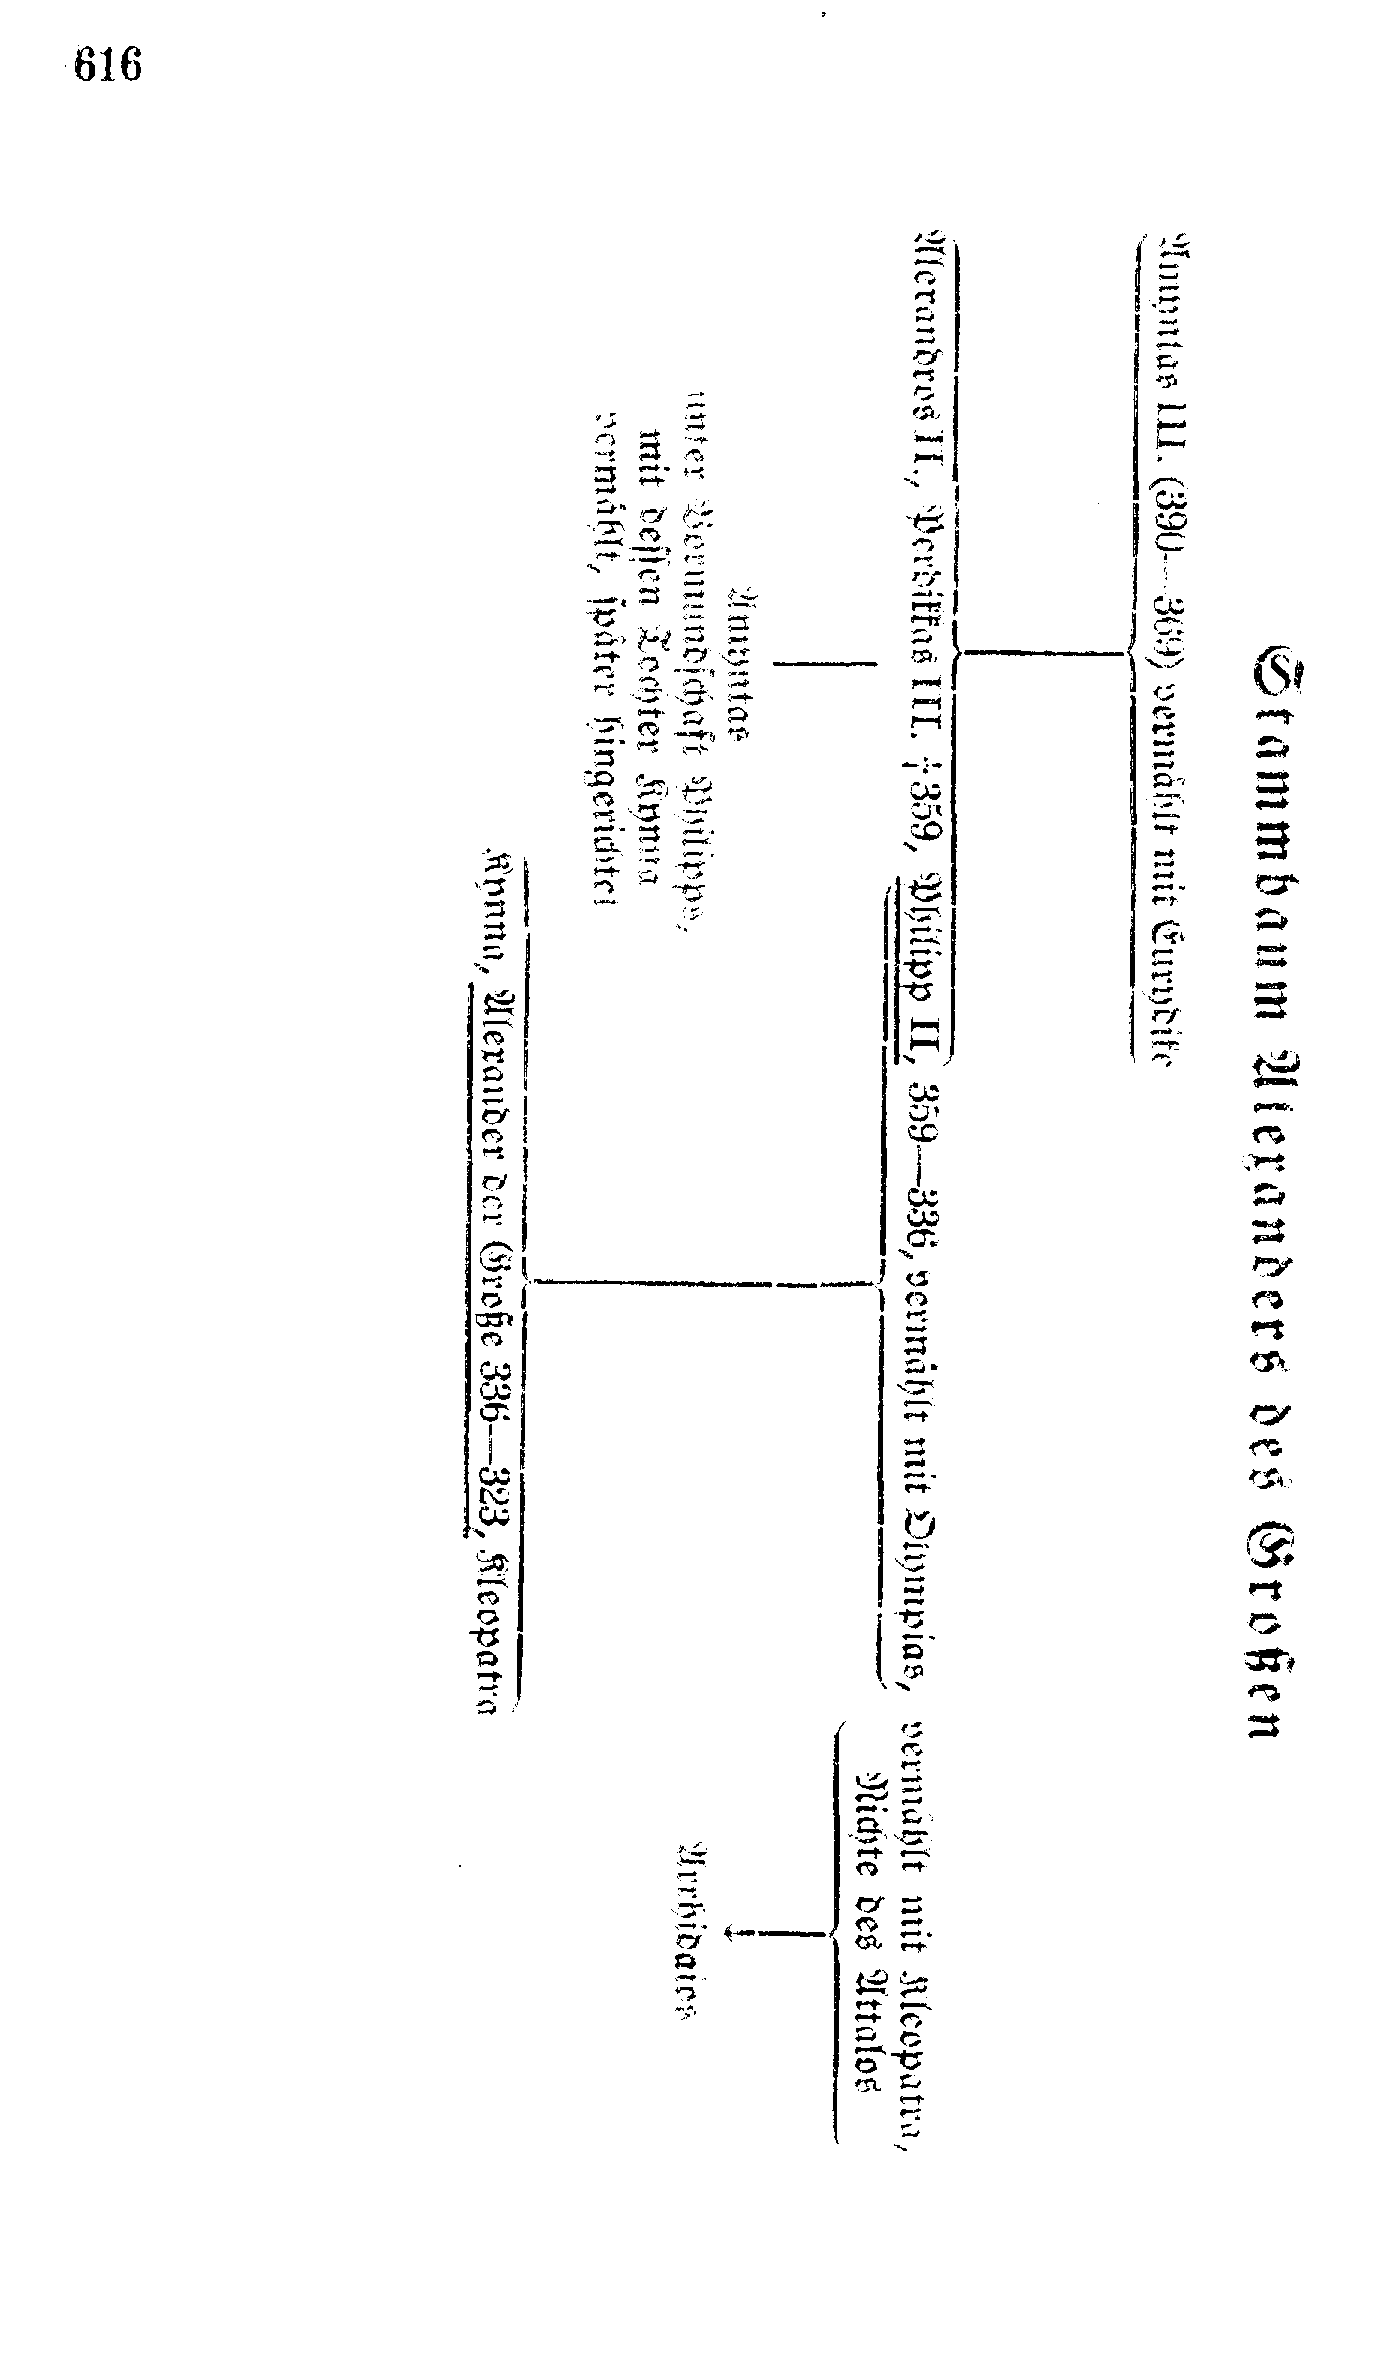 616
Stammbaum Alexanders des Großen
Amyntas III. (390—369) vermählt mit Eurydike
Alexandros II., Perdikkas III. †359, Philipp II, 359—336, vermählt mit Olympias, vermählt mit Kleopatra,
Nichte des Attalos
Amyntas
unter Vormundschaft Philipps,
mit dessen Tochter Kynna
vermählt, später hingerichtet
Arrhidaios
Kynna, Alexander der Große 336—323, Kleopatra